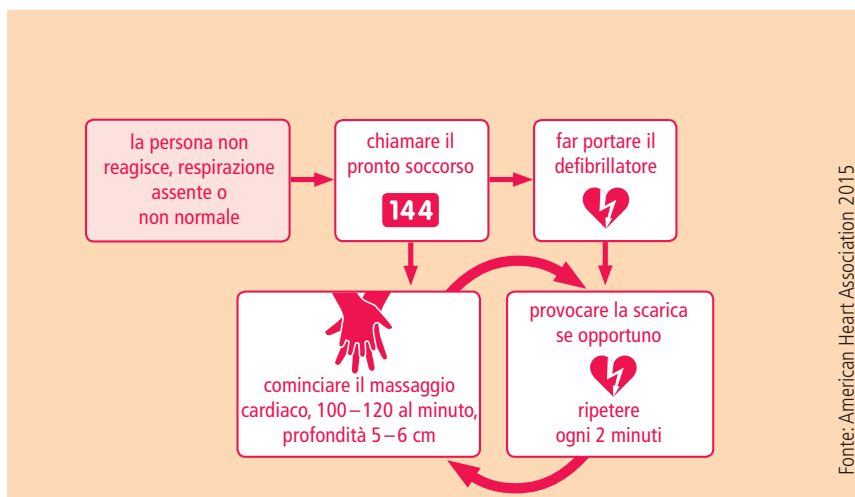 la persona non
reagisce, respirazione
assente o
non normale
chiamare il
pronto soccorso
144
far portare il
defibrillatore
cominciare il massaggio
cardiaco, 100–120 al minuto,
profondità 5–6 cm
provocare la scarica
se opportuno
ripetere
ogni 2 minuti
Fonte: American Heart Association 2015